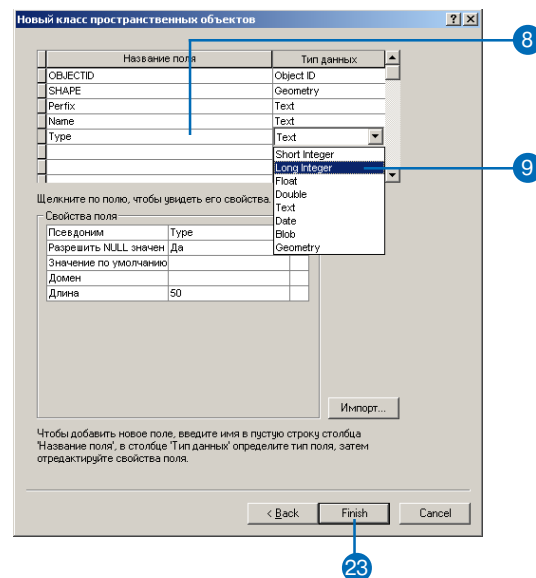 Новый класс пространственных объектов
8
Название поля Тип данных
OBJECTID Object ID
SHAPE Geometry
Perfix Text
Name Text
Type Text
Short Integer
Long Integer
9
Float
Double
Text
Date
Blob
Geometry
Щелкните по полю, чтобы увидеть его свойства.
Свойства поля
Псевдоним Type
Разрешить NULL значен Да
Значение по умолчанию
Домен
Длина 50
Импорт...
Чтобы добавить новое поле, введите имя в пустую строку столбца
'Название поля', в столбце 'Тип данных' определите тип поля, затем
отредактируйте свойства поля.
< Back Finish Cancel
23